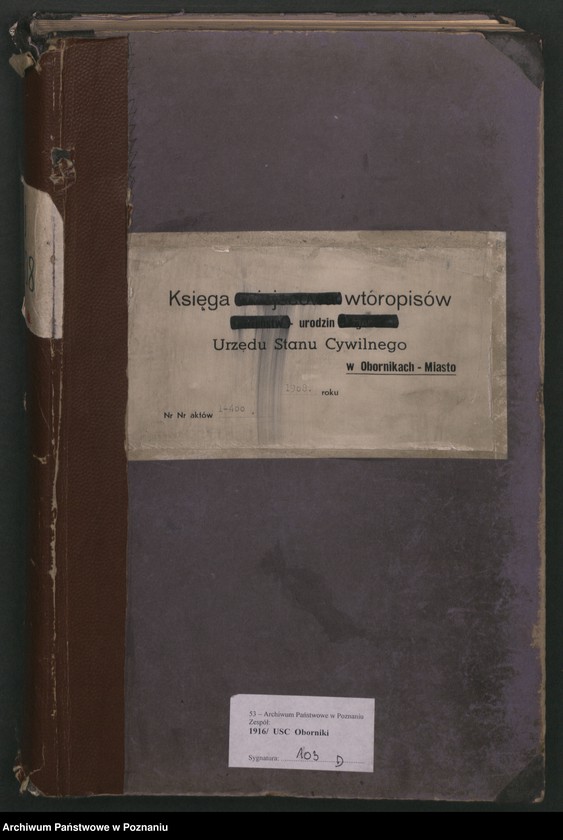 8
Księga wtóropisów
urodzin
Urzędu Stanu Cywilnego
w Obornikach - Miasto
roku
Nr Nr aktów
53 – Archiwum Państwowe w Poznaniu
Zespół:
1916/ USC Oborniki
Sygnatura: 103 D
Archiwum Państwowe w Poznaniu